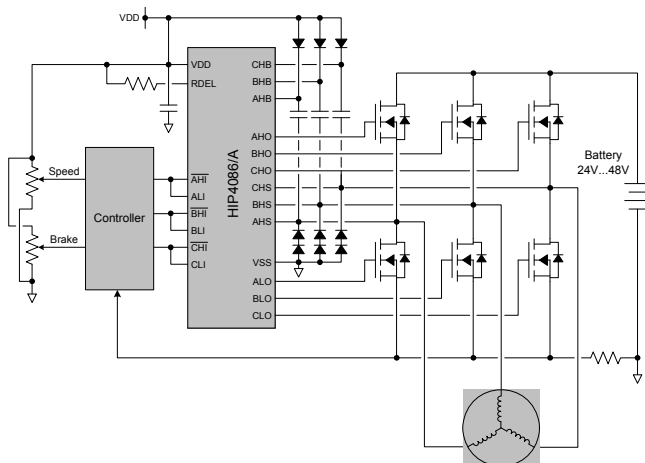 VDD
VDD
RDEL
CHB
BHB
AHB
AHO
BHO
CHO
CHS
BHS
AHS
VSS
ALO
BLO
CLO
HIP4086/A
AHI
ALI
BHI
BLI
CHI
CLI
Speed
Controller
Brake
Battery
24V...48V